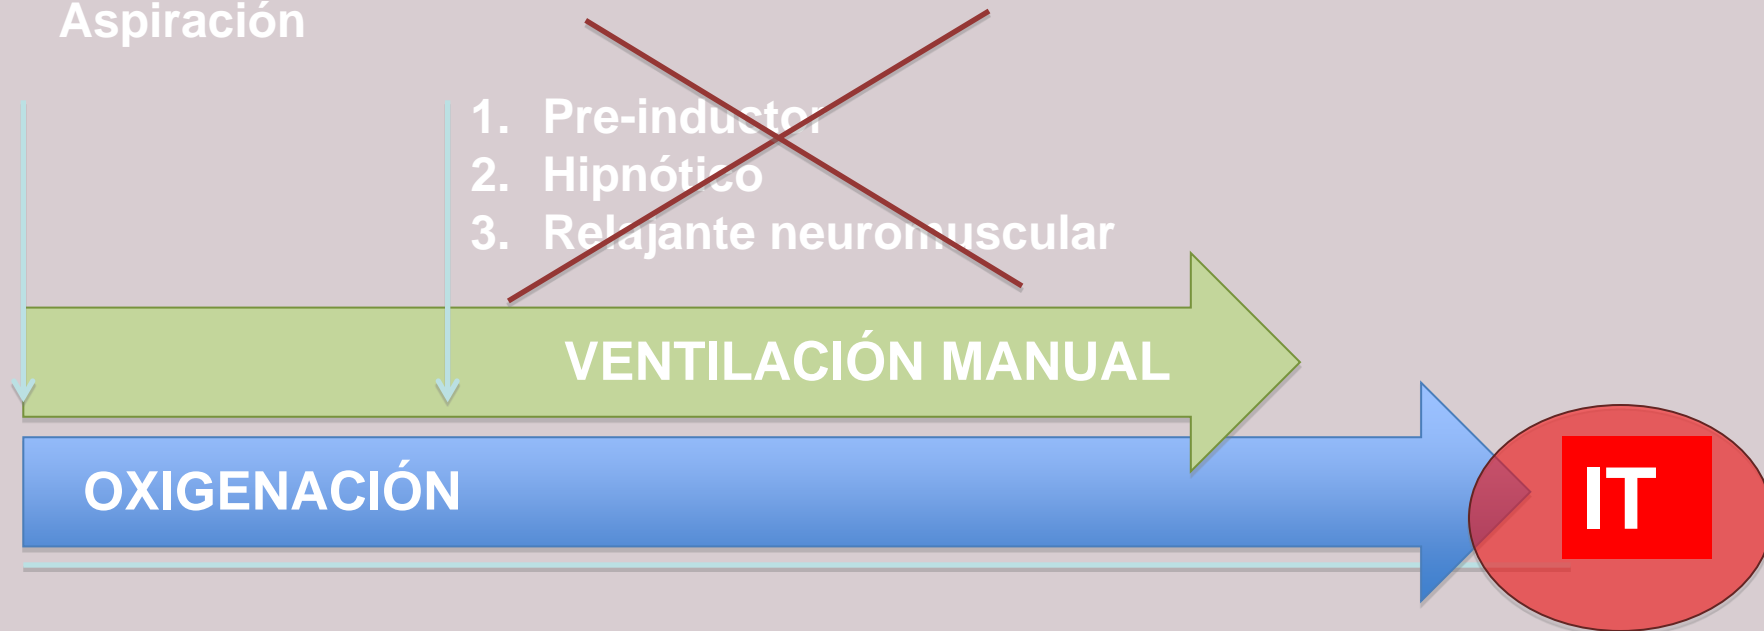 Aspiración
1. Pre-inductor
2. Hipnótico
3. Relajante neuromuscular
VENTILACIÓN MANUAL
OXIGENACIÓN
IT